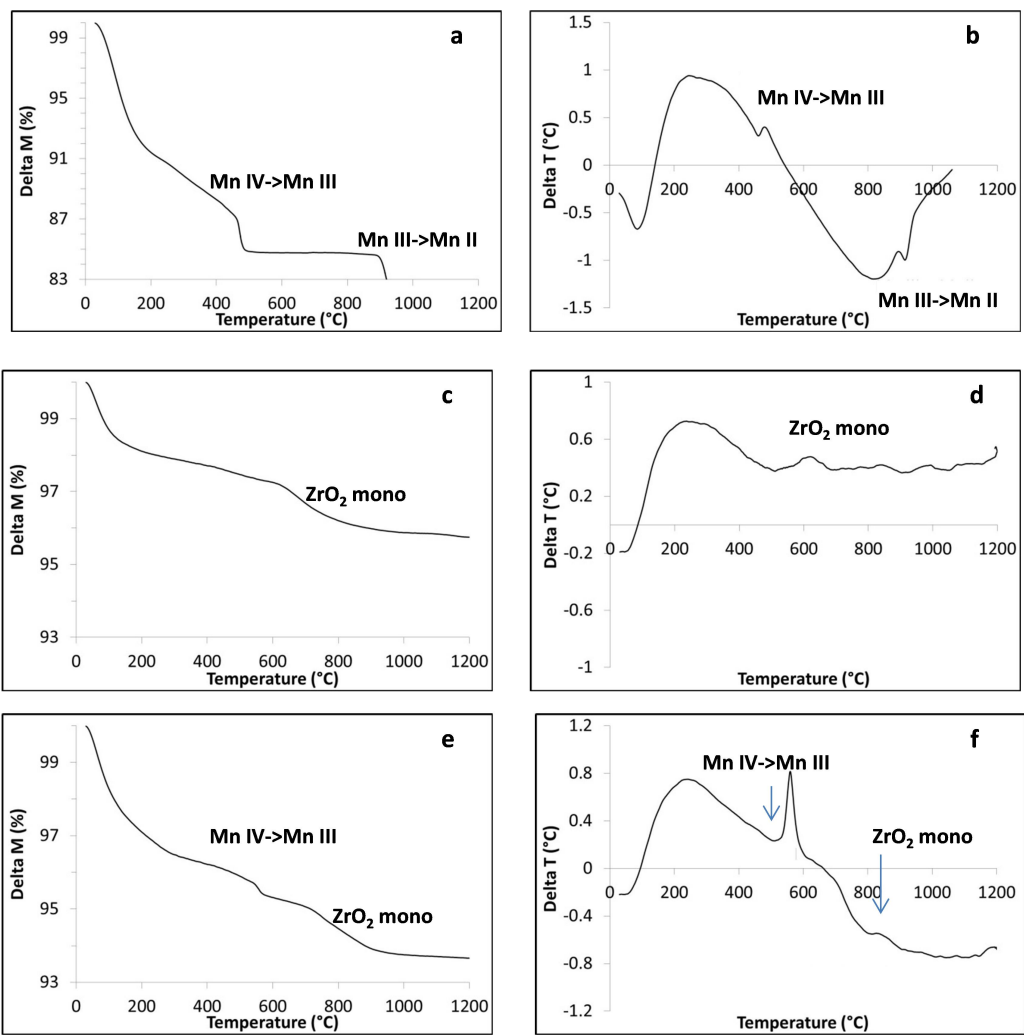 a
99
95
91
87
83
Delta M (%)
Mn IV->Mn III
Mn III->Mn II
0 200 400 600 800 1000 1200
Temperature (°C)
b
1.5
1
0.5
0
-0.5
-1
-1.5
Delta T (°C)
Mn IV->Mn III
0 200 400 600 800 1000 1200
Mn III->Mn II
Temperature (°C)
c
99
97
95
93
Delta M (%)
ZrO₂ mono
0 200 400 600 800 1000 1200
Temperature (°C)
d
1
0.6
0.2
-0.2
-0.6
-1
Delta T (°C)
ZrO₂ mono
0 200 400 600 800 1000 1200
Temperature (°C)
e
99
97
95
93
Delta M (%)
Mn IV->Mn III
ZrO₂ mono
0 200 400 600 800 1000 1200
Temperature (°C)
f
1.2
0.8
0.4
0
-0.4
-0.8
-1.2
Delta T (°C)
Mn IV->Mn III
ZrO₂ mono
0 200 400 600 800 1000 1200
Temperature (°C)